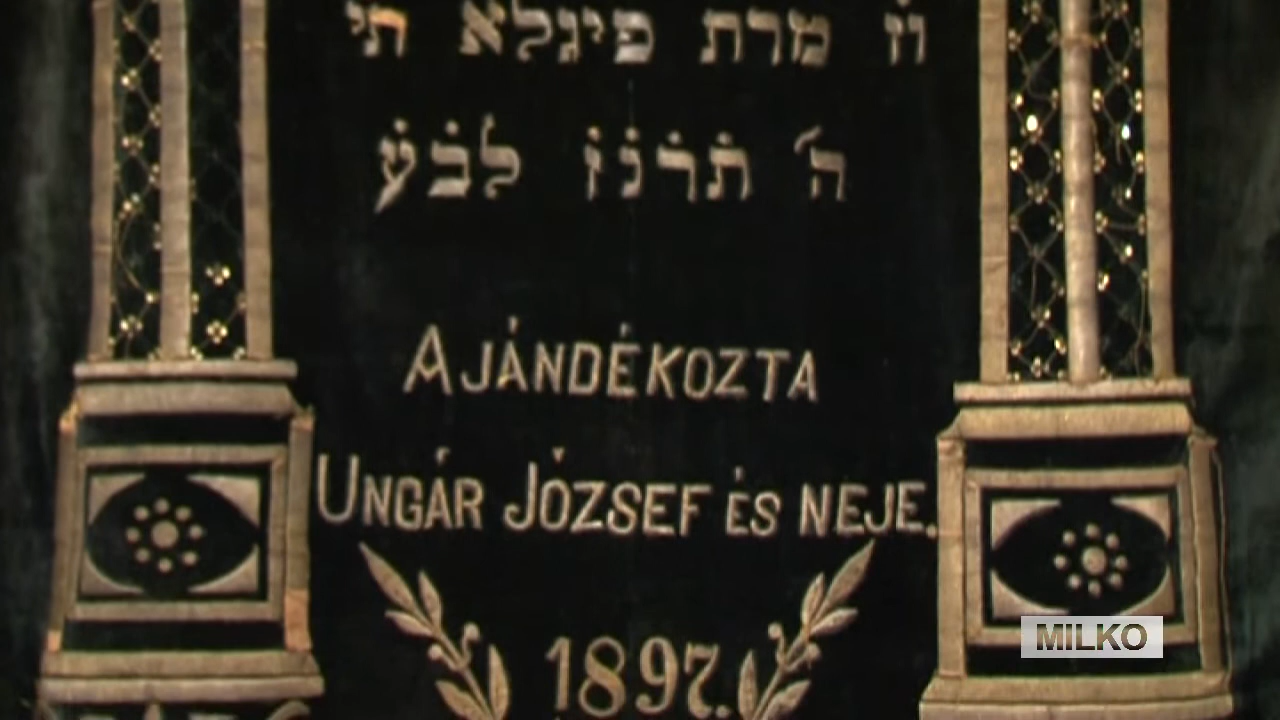 וז מרת פיגלא תי
ה׳ תרנז לבע
AJÁNDÉKOZTA
UNGÁR JÓZSEF ÉS NEJE.
1897.
MILKO